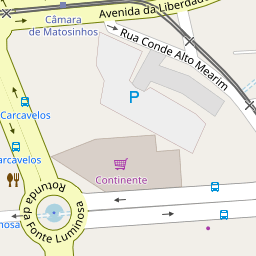 Avenida da Liberdade
Câmara
de Matosinhos
Rua Conde Alto Mearim
P
Carcavelos
Carcavelos
Continente
Rotunda da Fonte Luminosa